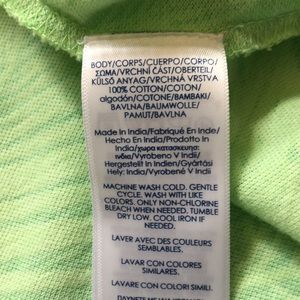 BODY/CORPS/CUERPO/CORPO/
ΣΩΜΑ/VRCHNÍ ČÁST/OBERTEIL/
KÜLSŐ ANYAG/VRCHNÁ VRSTVA
100% COTTON/COTON/
algodón/COTONE/BAMBAKI/
BAVLNA/BAUMWOLLE/
PAMUT/BAVLNA
Made In India/Fabriqué En Inde/
Hecho En India/Prodotto In
India/χωρα κατασκευης:
ινδια/Vyrobeno V Indii
Hergestellt In Indien/Gyártási
Hely: India/Vyrobené V Indii
MACHINE WASH COLD. GENTLE
CYCLE. WASH WITH LIKE
COLORS. ONLY NON-CHLORINE
BLEACH WHEN NEEDED. TUMBLE
DRY LOW. COOL IRON IF
NEEDED.
LAVER AVEC DES COULEURS
SEMBLABLES.
LAVAR CON COLORES
SIMILARES.
LAVARE CON COLORI SIMILI.